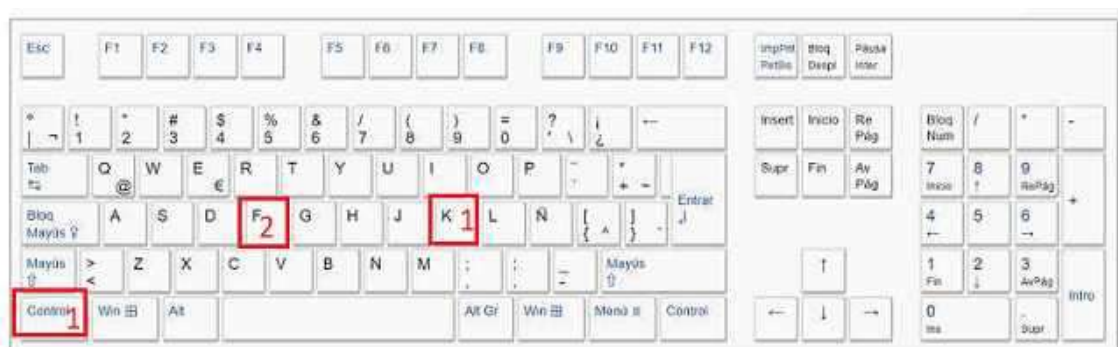 Esc F1 F2 F3 F4 F5 F6 F7 F8 F9 F10 F11 F12 ImpPnt Bloq Pausa
PetSis Despl Inter
° ! " # $ % & / ( ) = ? ¡ ← Insert Inicio Re Bloq / * -
| ¬ 1 2 3 4 5 6 7 8 9 0 ' \ ¿ Pág Num
Tab Q W E R T Y U I O P ¨ * Supr Fin Av 7 8 9 +
@ € ´ + ~ Entrar Pág Inicio ↑ RePág
Bloq A S D F G H J K L Ñ [ ] 4 5 6
Mayús ⇧ 2 1 { ^ } ` ← →
Mayús > Z X C V B N M ; : _ Mayús ↑ 1 2 3
⇧ < , . - ⇧ Fin ↓ AvPág Intro
Control Win Alt Alt Gr Win Menú Control ← ↓ → 0 .
1 Ins Supr